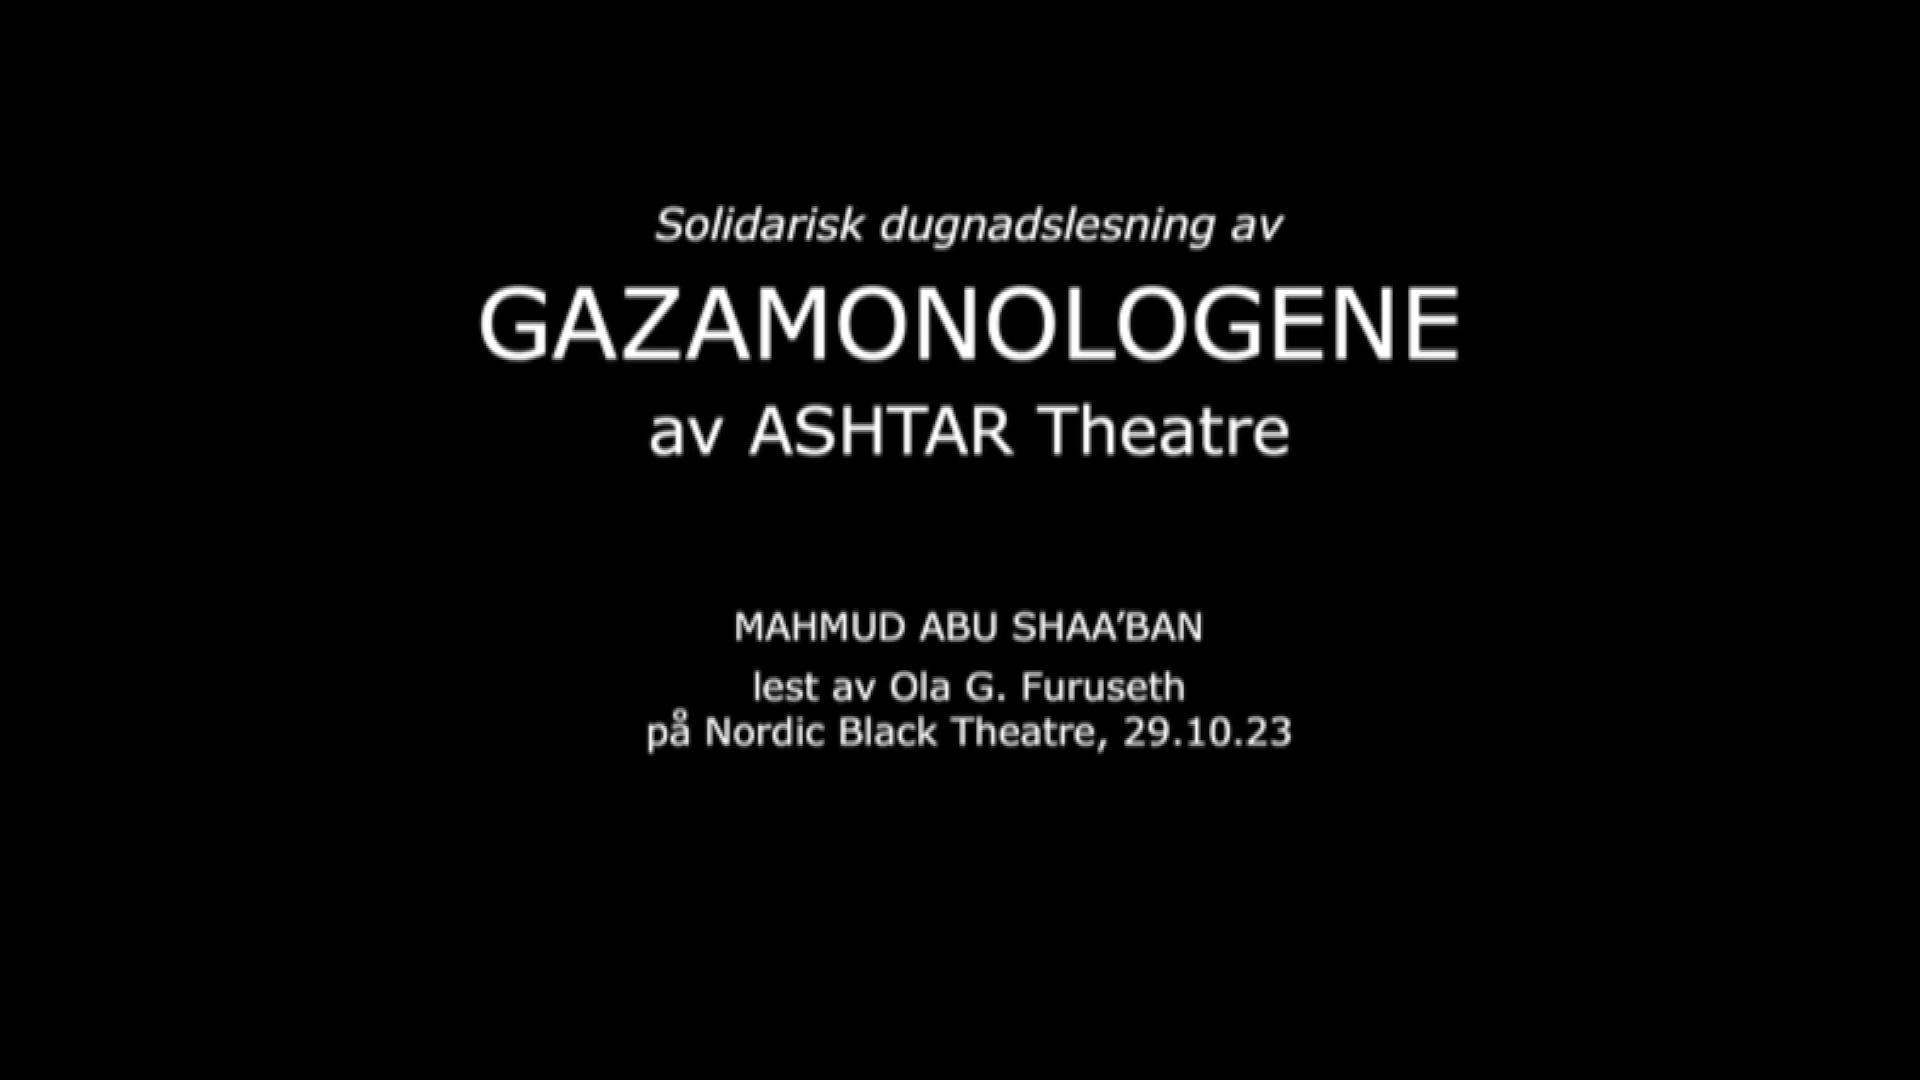 Solidarisk dugnadslesning av
GAZAMONOLOGENE
av ASHTAR Theatre
MAHMUD ABU SHAA’BAN
lest av Ola G. Furuseth
på Nordic Black Theatre, 29.10.23